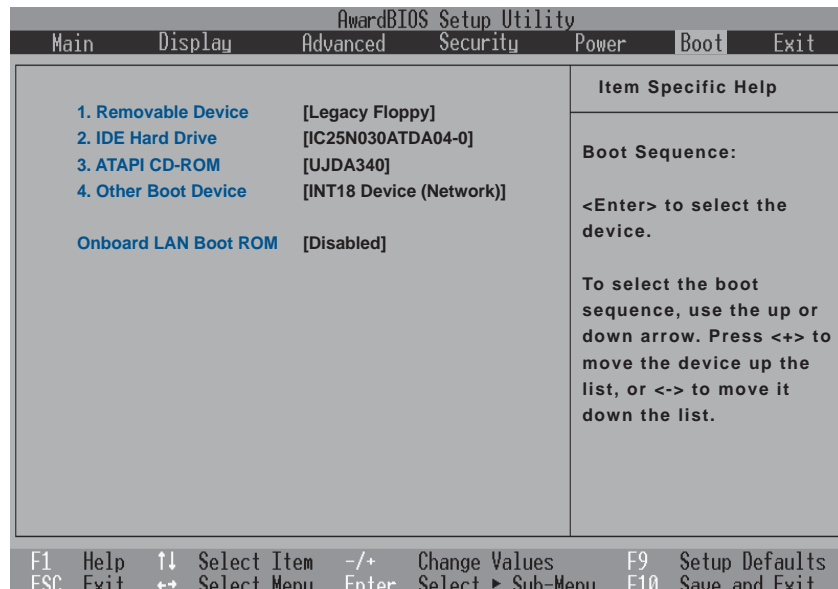 AwardBIOS Setup Utility
Main Display Advanced Security Power Boot Exit
1. Removable Device [Legacy Floppy]
2. IDE Hard Drive [IC25N030ATDA04-0]
3. ATAPI CD-ROM [UJDA340]
4. Other Boot Device [INT18 Device (Network)]
Onboard LAN Boot ROM [Disabled]
Item Specific Help
Boot Sequence:
<Enter> to select the
device.
To select the boot
sequence, use the up or
down arrow. Press <+> to
move the device up the
list, or <-> to move it
down the list.
F1 Help ↑↓ Select Item -/+ Change Values F9 Setup Defaults
ESC Exit ←→ Select Menu Enter Select ▶ Sub-Menu F10 Save and Exit